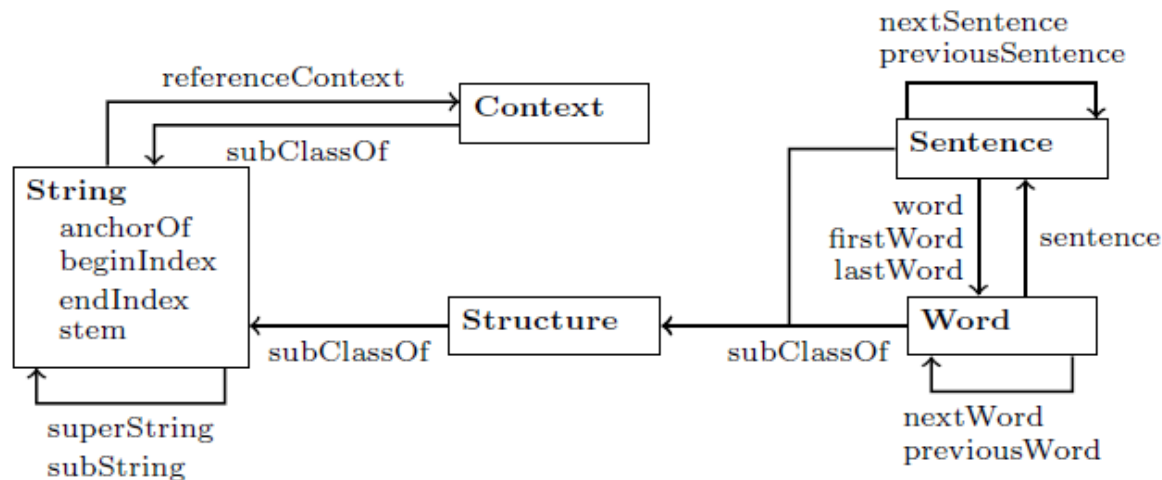 nextSentence
previousSentence
referenceContext
Context
subClassOf
Sentence
String
anchorOf
beginIndex
endIndex
stem
word
firstWord
lastWord
sentence
Structure
Word
subClassOf
subClassOf
superString
subString
nextWord
previousWord